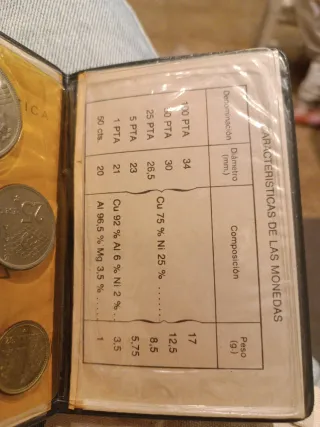 CARACTERISTICAS DE LAS MONEDAS
Denominación Diámetro (mm.) Composición Peso (g.)
100 PTA 34 17
50 PTA 30 12,5
25 PTA 26,5 Cu 75 % Ni 25 % ...... 8,5
5 PTA 23 5,75
1 PTA 21 Cu 92 % Al 6 % Ni 2 % .. 3,5
50 cts. 20 Al 96,5 % Mg 3,5 % .... 1